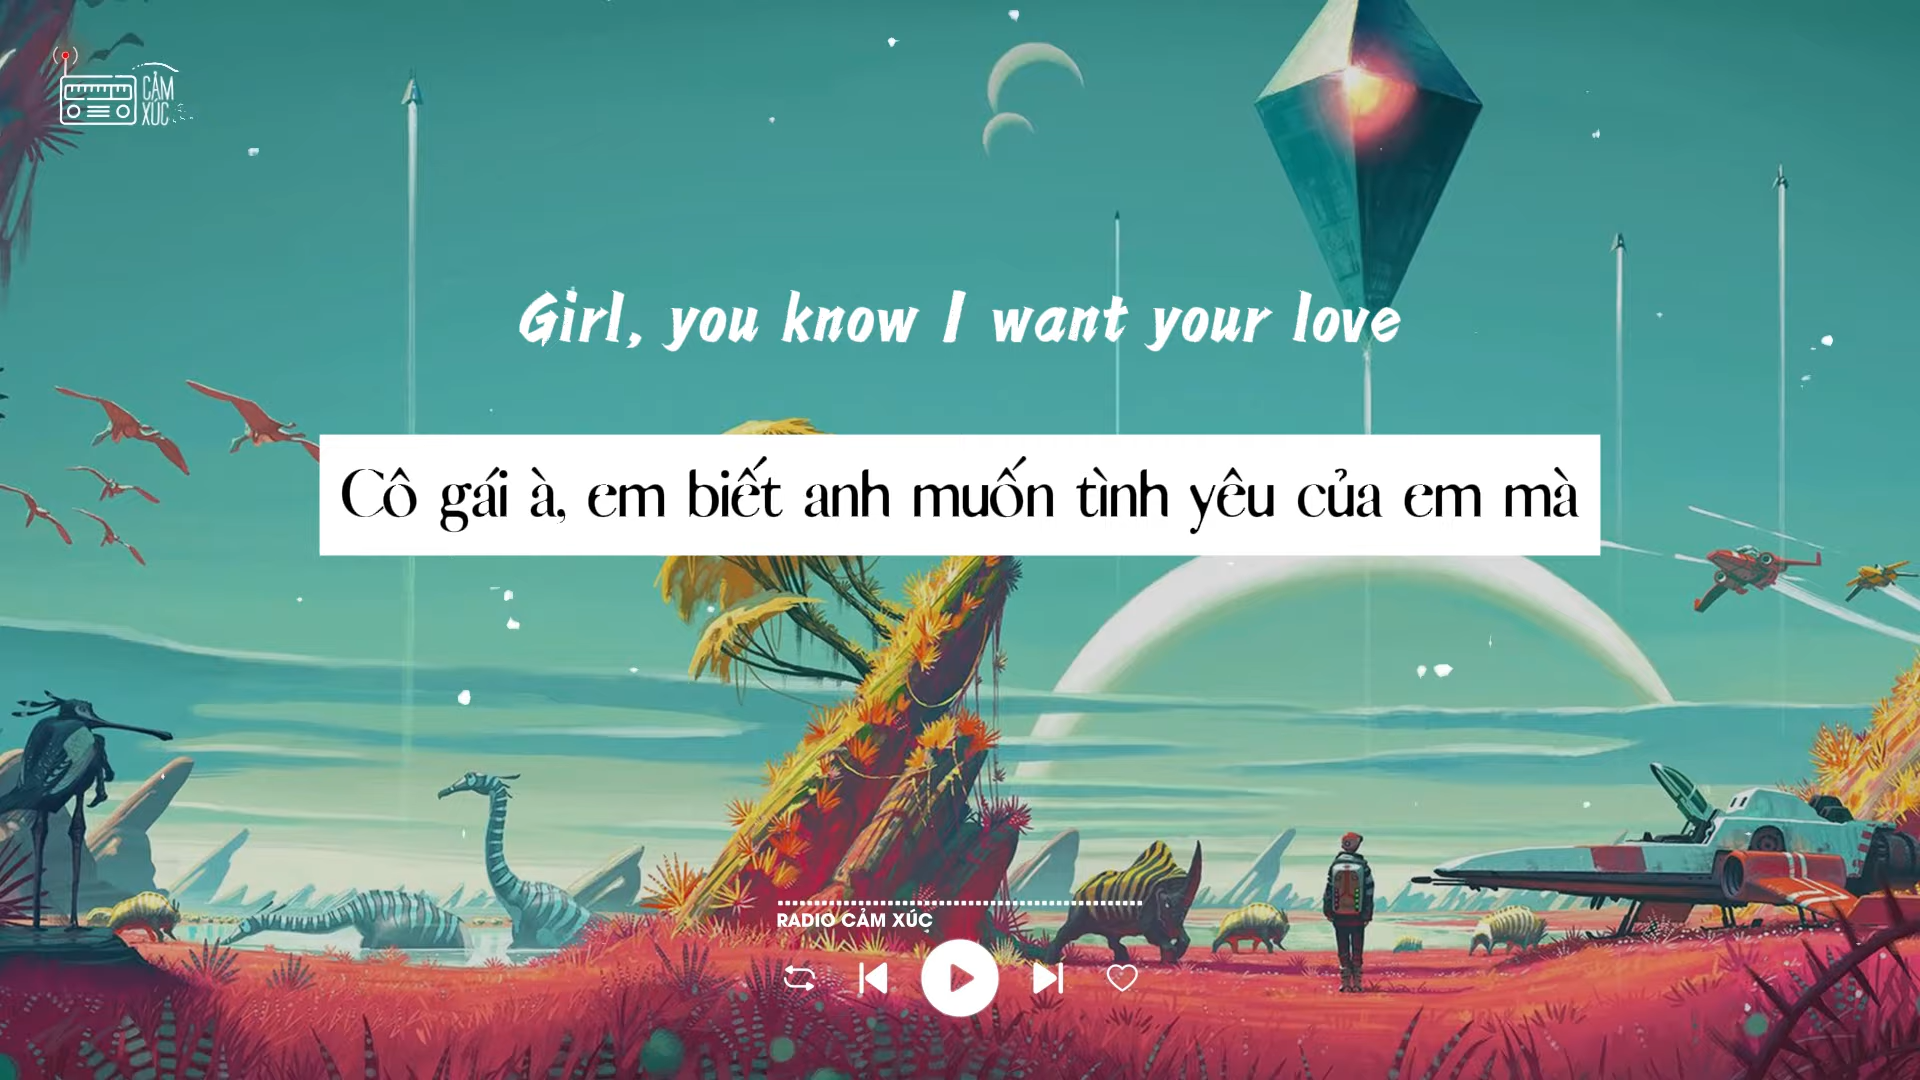 CẢM
XÚC
Girl, you know I want your love
Cô gái à, em biết anh muốn tình yêu của em mà
RADIO CẢM XÚC